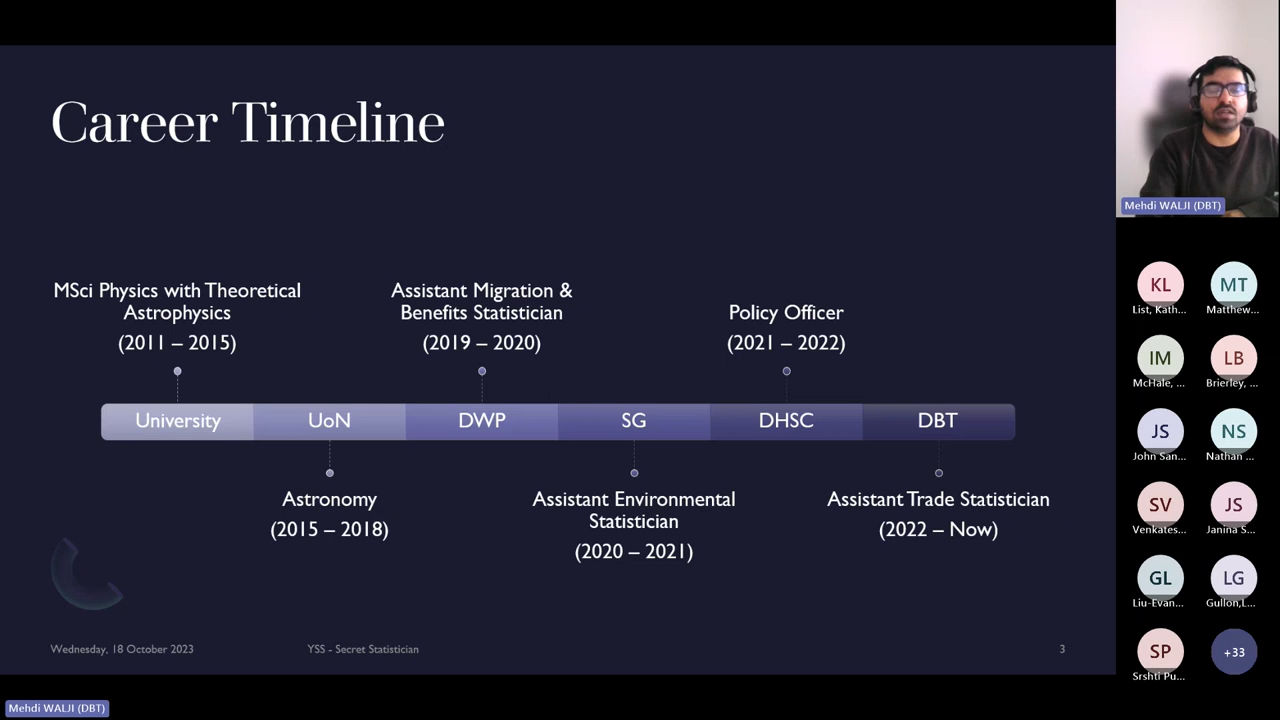 Career Timeline
MSci Physics with Theoretical
Astrophysics
(2011 – 2015)
Assistant Migration &
Benefits Statistician
(2019 – 2020)
Policy Officer
(2021 – 2022)
University
UoN
DWP
SG
DHSC
DBT
Astronomy
(2015 – 2018)
Assistant Environmental
Statistician
(2020 – 2021)
Assistant Trade Statistician
(2022 – Now)
Wednesday, 18 October 2023
YSS - Secret Statistician
3
Mehdi WALJI (DBT)
Mehdi WALJI (DBT)
KL
List, Kath...
MT
Matthew...
IM
McHale, ...
LB
Brierley, ...
JS
John San...
NS
Nathan ...
SV
Venkates...
JS
Janina S...
GL
Liu-Evan...
LG
Gullon,L...
SP
Srshti Pu...
+33